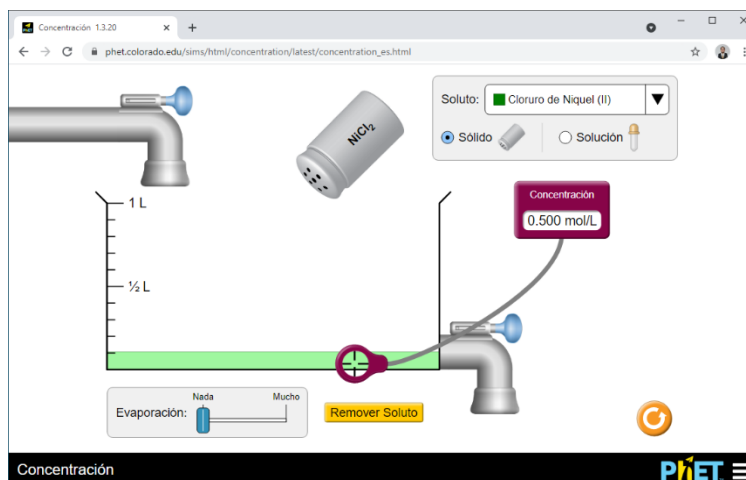 Concentración 1.3.20
phet.colorado.edu/sims/html/concentration/latest/concentration_es.html
Soluto: Cloruro de Niquel (II)
Sólido Solución
NiCl₂
Concentración
0.500 mol/L
1 L
½ L
Evaporación: Nada Mucho
Remover Soluto
Concentración
PhET